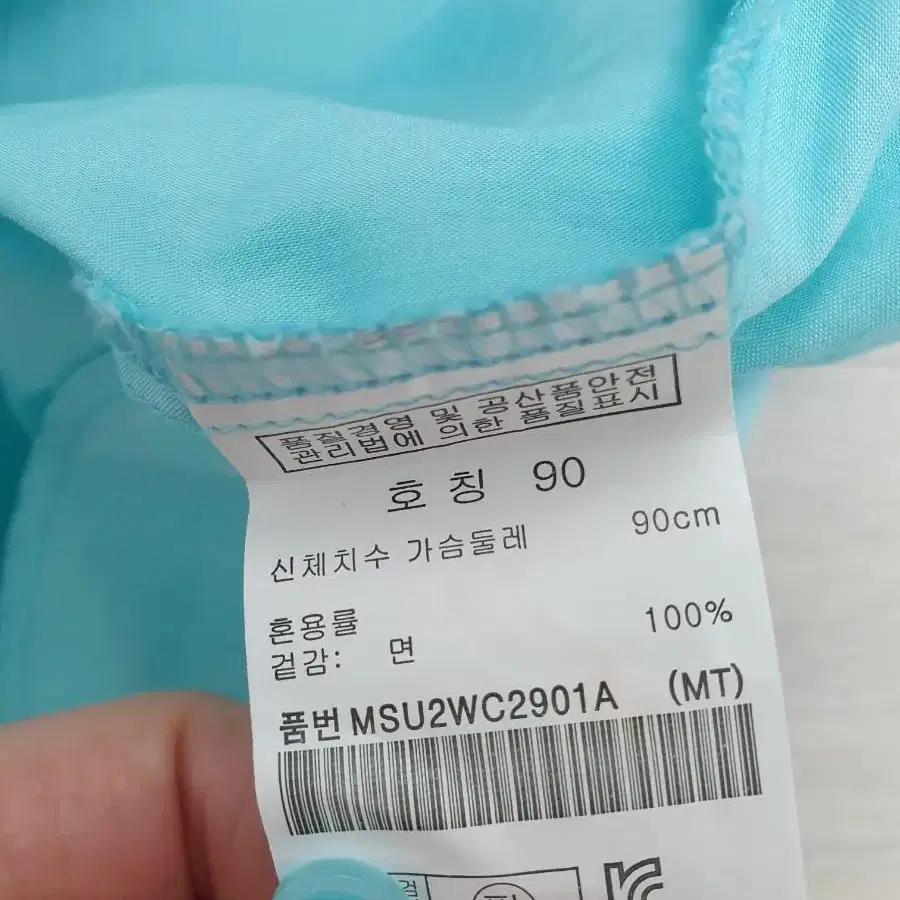 품질경영 및 공산품안전
관리법에 의한 품질표시
호칭 90
신체치수 가슴둘레 90cm
혼용률
겉감: 면 100%
품번 MSU2WC2901A (MT)